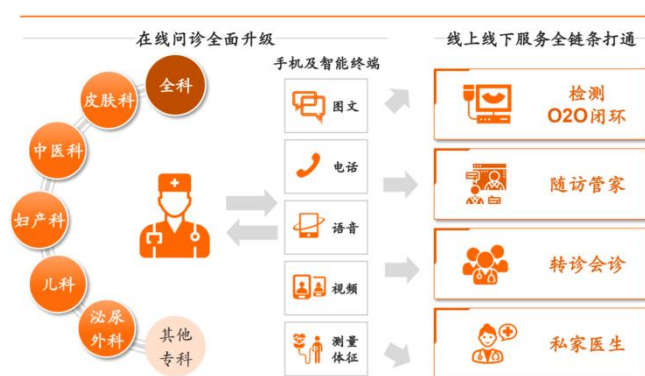 在线问诊全面升级
线上线下服务全链条打通
手机及智能终端
全科
皮肤科
中医科
妇产科
儿科
泌尿
外科
其他
专科
图文
电话
语音
视频
测量
体征
检测
O2O闭环
随访管家
转诊会诊
私家医生